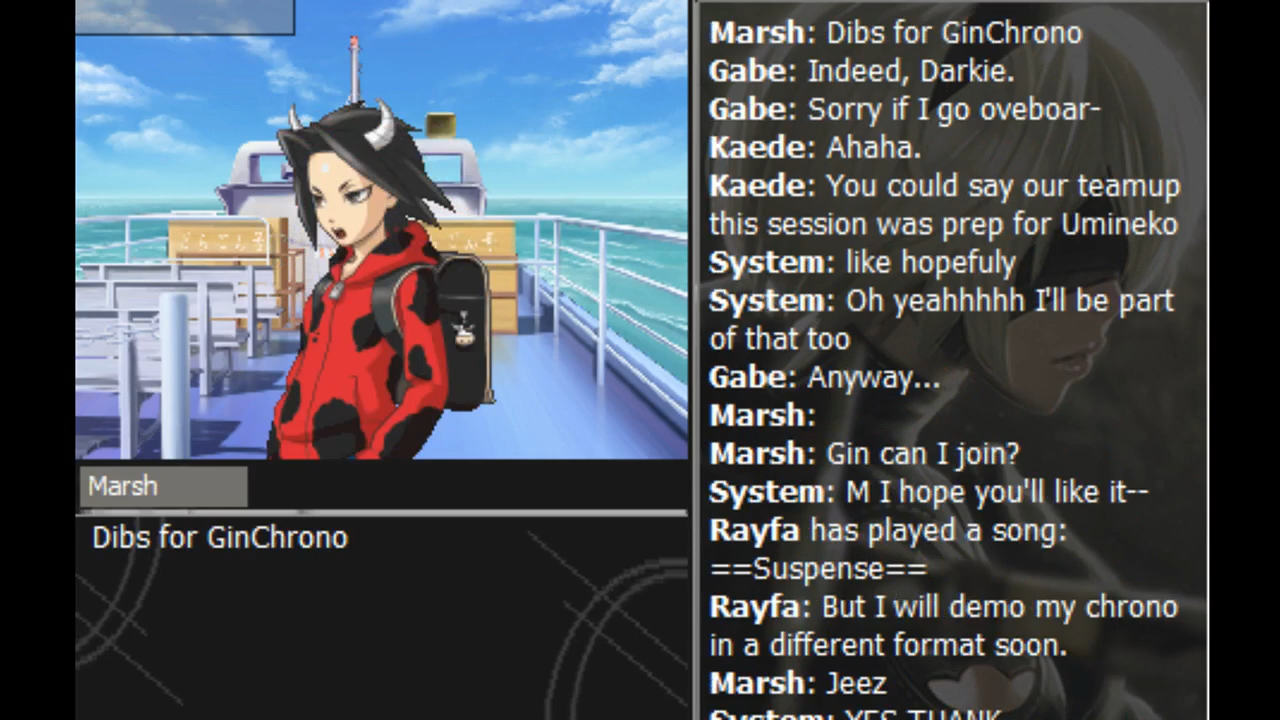 Marsh
Dibs for GinChrono
Marsh: Dibs for GinChrono
Gabe: Indeed, Darkie.
Gabe: Sorry if I go oveboar-
Kaede: Ahaha.
Kaede: You could say our teamup
this session was prep for Umineko
System: like hopefuly
System: Oh yeahhhhh I'll be part
of that too
Gabe: Anyway...
Marsh:
Marsh: Gin can I join?
System: M I hope you'll like it--
Rayfa has played a song:
==Suspense==
Rayfa: But I will demo my chrono
in a different format soon.
Marsh: Jeez
System: YES THANK